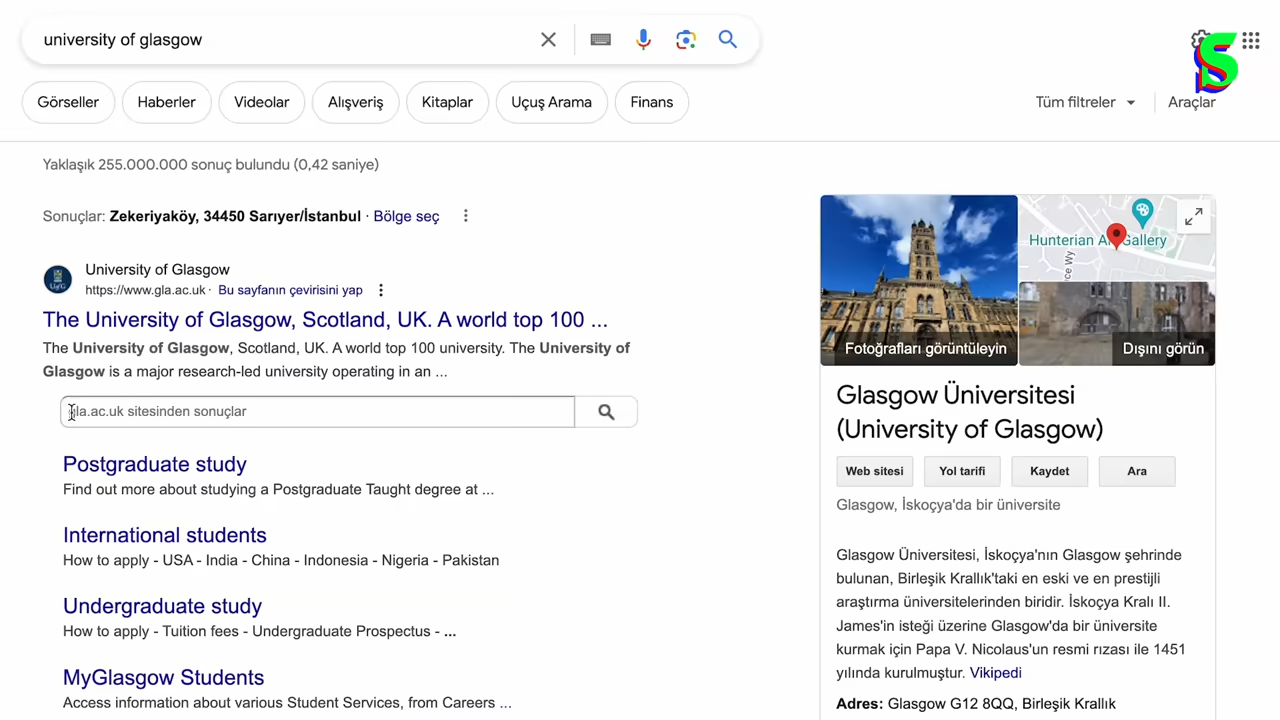 university of glasgow
Görseller
Haberler
Videolar
Alışveriş
Kitaplar
Uçuş Arama
Finans
Tüm filtreler
Araçlar
Yaklaşık 255.000.000 sonuç bulundu (0,42 saniye)
Sonuçlar: Zekeriyaköy, 34450 Sarıyer/İstanbul · Bölge seç
University of Glasgow
https://www.gla.ac.uk · Bu sayfanın çevirisini yap
The University of Glasgow, Scotland, UK. A world top 100 ...
The University of Glasgow, Scotland, UK. A world top 100 university. The University of
Glasgow is a major research-led university operating in an ...
gla.ac.uk sitesinden sonuçlar
Postgraduate study
Find out more about studying a Postgraduate Taught degree at ...
International students
How to apply - USA - India - China - Indonesia - Nigeria - Pakistan
Undergraduate study
How to apply - Tuition fees - Undergraduate Prospectus - ...
MyGlasgow Students
Access information about various Student Services, from Careers ...
Hunterian Art Gallery
ce Wy
Fotoğrafları görüntüleyin
Dışını görün
Glasgow Üniversitesi
(University of Glasgow)
Web sitesi
Yol tarifi
Kaydet
Ara
Glasgow, İskoçya'da bir üniversite
Glasgow Üniversitesi, İskoçya'nın Glasgow şehrinde
bulunan, Birleşik Krallık'taki en eski ve en prestijli
araştırma üniversitelerinden biridir. İskoçya Kralı II.
James'in isteği üzerine Glasgow'da bir üniversite
kurmak için Papa V. Nicolaus'un resmi rızası ile 1451
yılında kurulmuştur. Vikipedi
Adres: Glasgow G12 8QQ, Birleşik Krallık
S